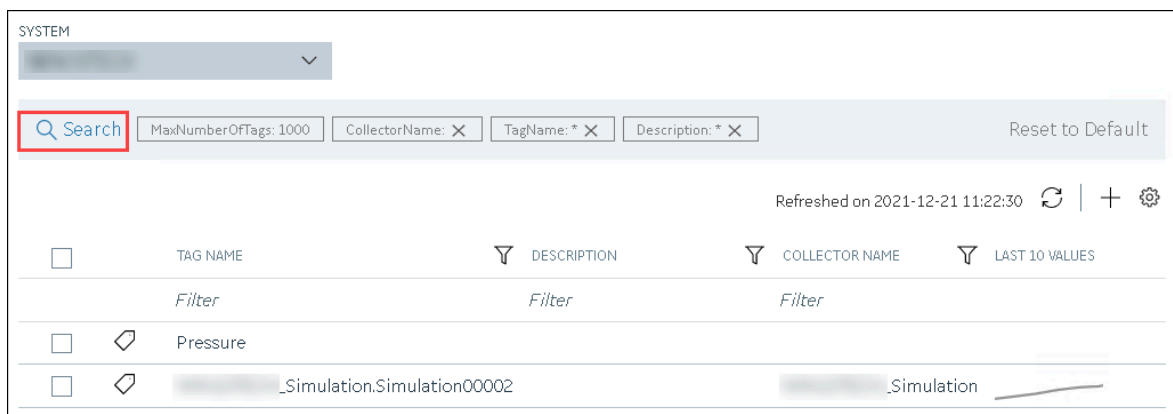 SYSTEM
Search MaxNumberOfTags: 1000 CollectorName: TagName: * Description: * Reset to Default
Refreshed on 2021-12-21 11:22:30
TAG NAME DESCRIPTION COLLECTOR NAME LAST 10 VALUES
Filter Filter Filter
Pressure
_Simulation.Simulation00002 _Simulation